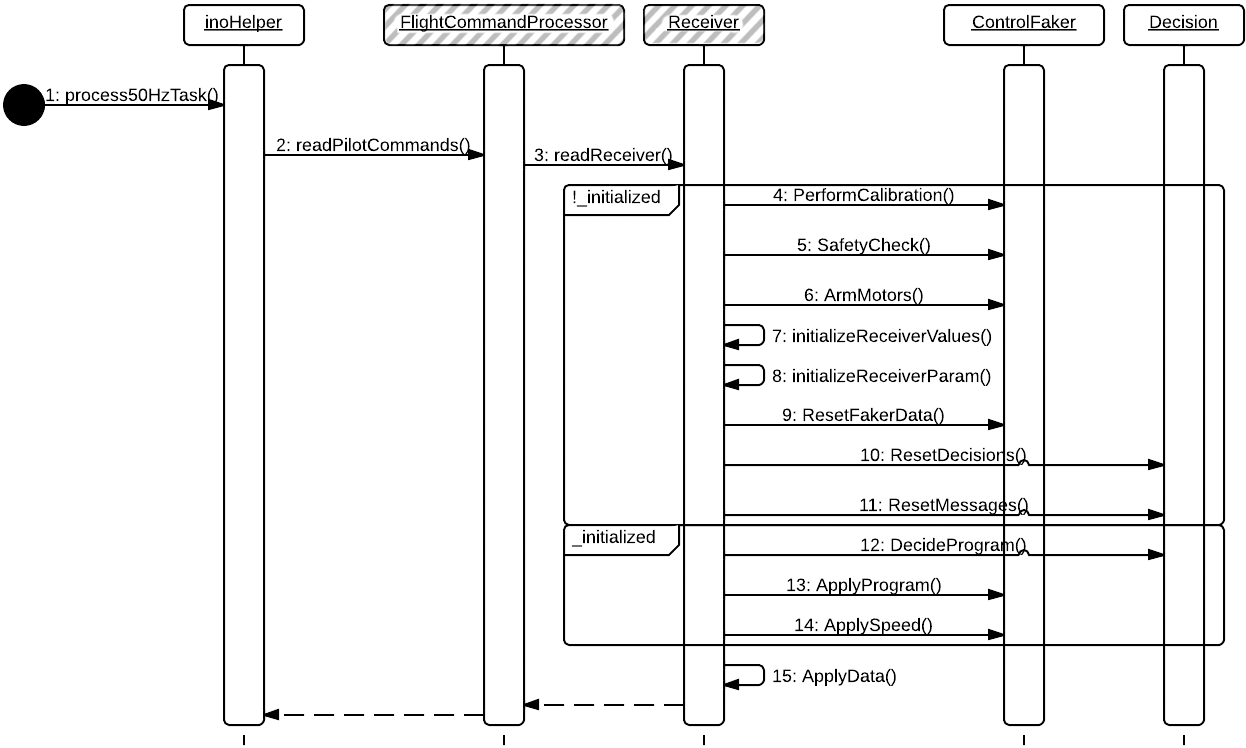 inoHelper
FlightCommandProcessor
Receiver
ControlFaker
Decision
1: process50HzTask()
2: readPilotCommands()
3: readReceiver()
!_initialized
4: PerformCalibration()
5: SafetyCheck()
6: ArmMotors()
7: initializeReceiverValues()
8: initializeReceiverParam()
9: ResetFakerData()
10: ResetDecisions()
11: ResetMessages()
_initialized
12: DecideProgram()
13: ApplyProgram()
14: ApplySpeed()
15: ApplyData()